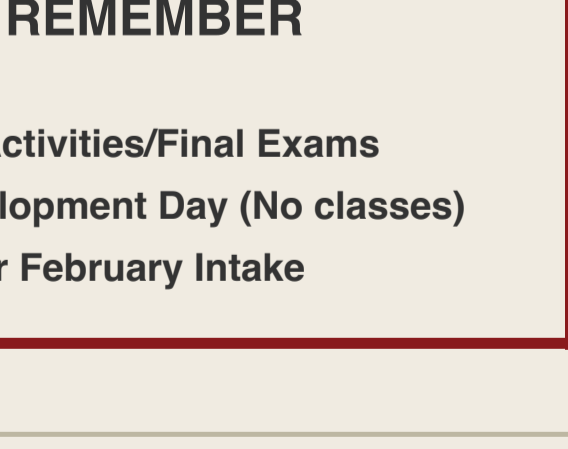 REMEMBER
ctivities/Final Exams
lopment Day (No classes)
r February Intake